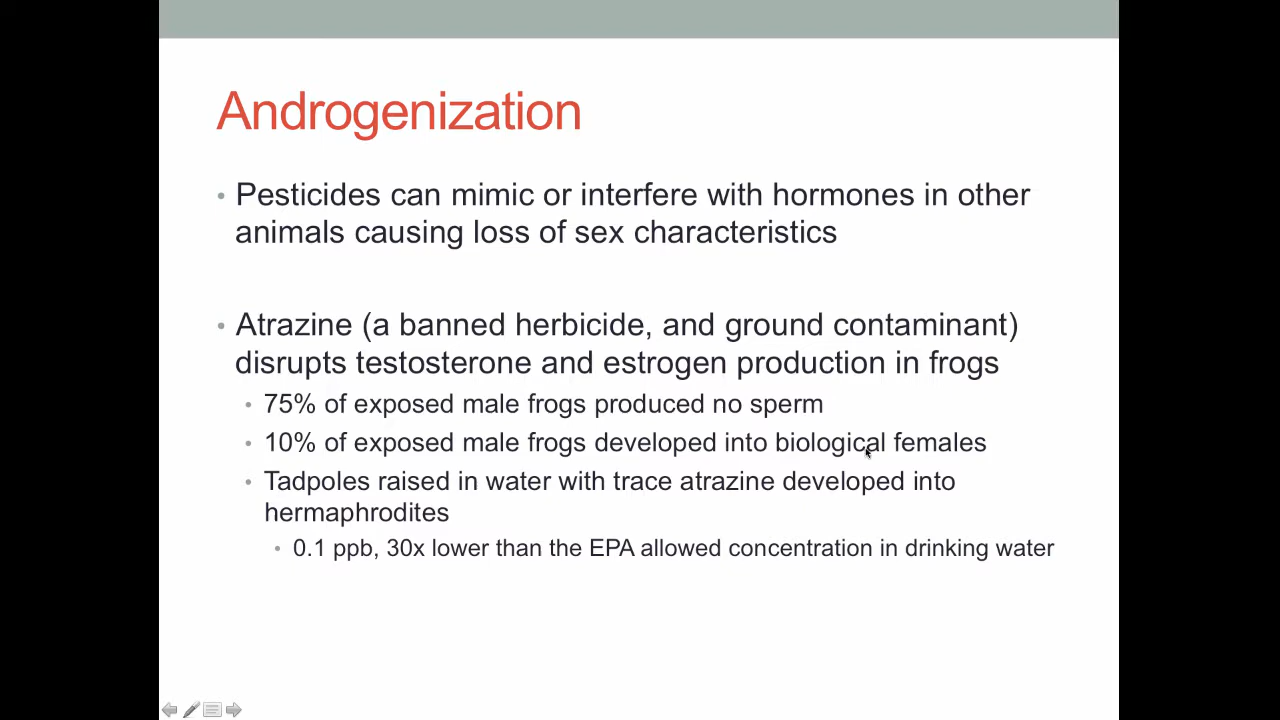 Androgenization
• Pesticides can mimic or interfere with hormones in other
animals causing loss of sex characteristics
• Atrazine (a banned herbicide, and ground contaminant)
disrupts testosterone and estrogen production in frogs
• 75% of exposed male frogs produced no sperm
• 10% of exposed male frogs developed into biological females
• Tadpoles raised in water with trace atrazine developed into
hermaphrodites
• 0.1 ppb, 30x lower than the EPA allowed concentration in drinking water